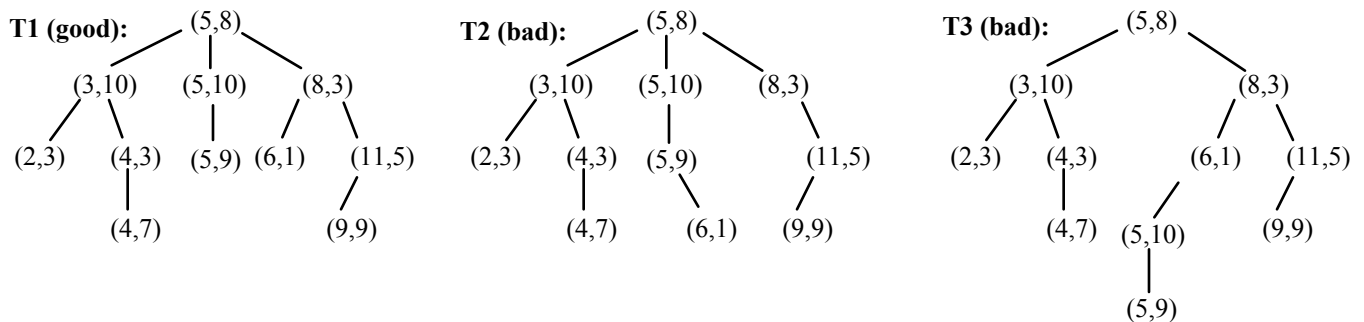 T1 (good): (5,8) T2 (bad): (5,8) T3 (bad): (5,8)
(3,10) (5,10) (8,3) (3,10) (5,10) (8,3) (3,10) (8,3)
(2,3) (4,3) (5,9) (6,1) (11,5) (2,3) (4,3) (5,9) (11,5) (2,3) (4,3) (6,1) (11,5)
(4,7) (9,9) (4,7) (6,1) (9,9) (4,7) (5,10) (9,9)
(5,9)